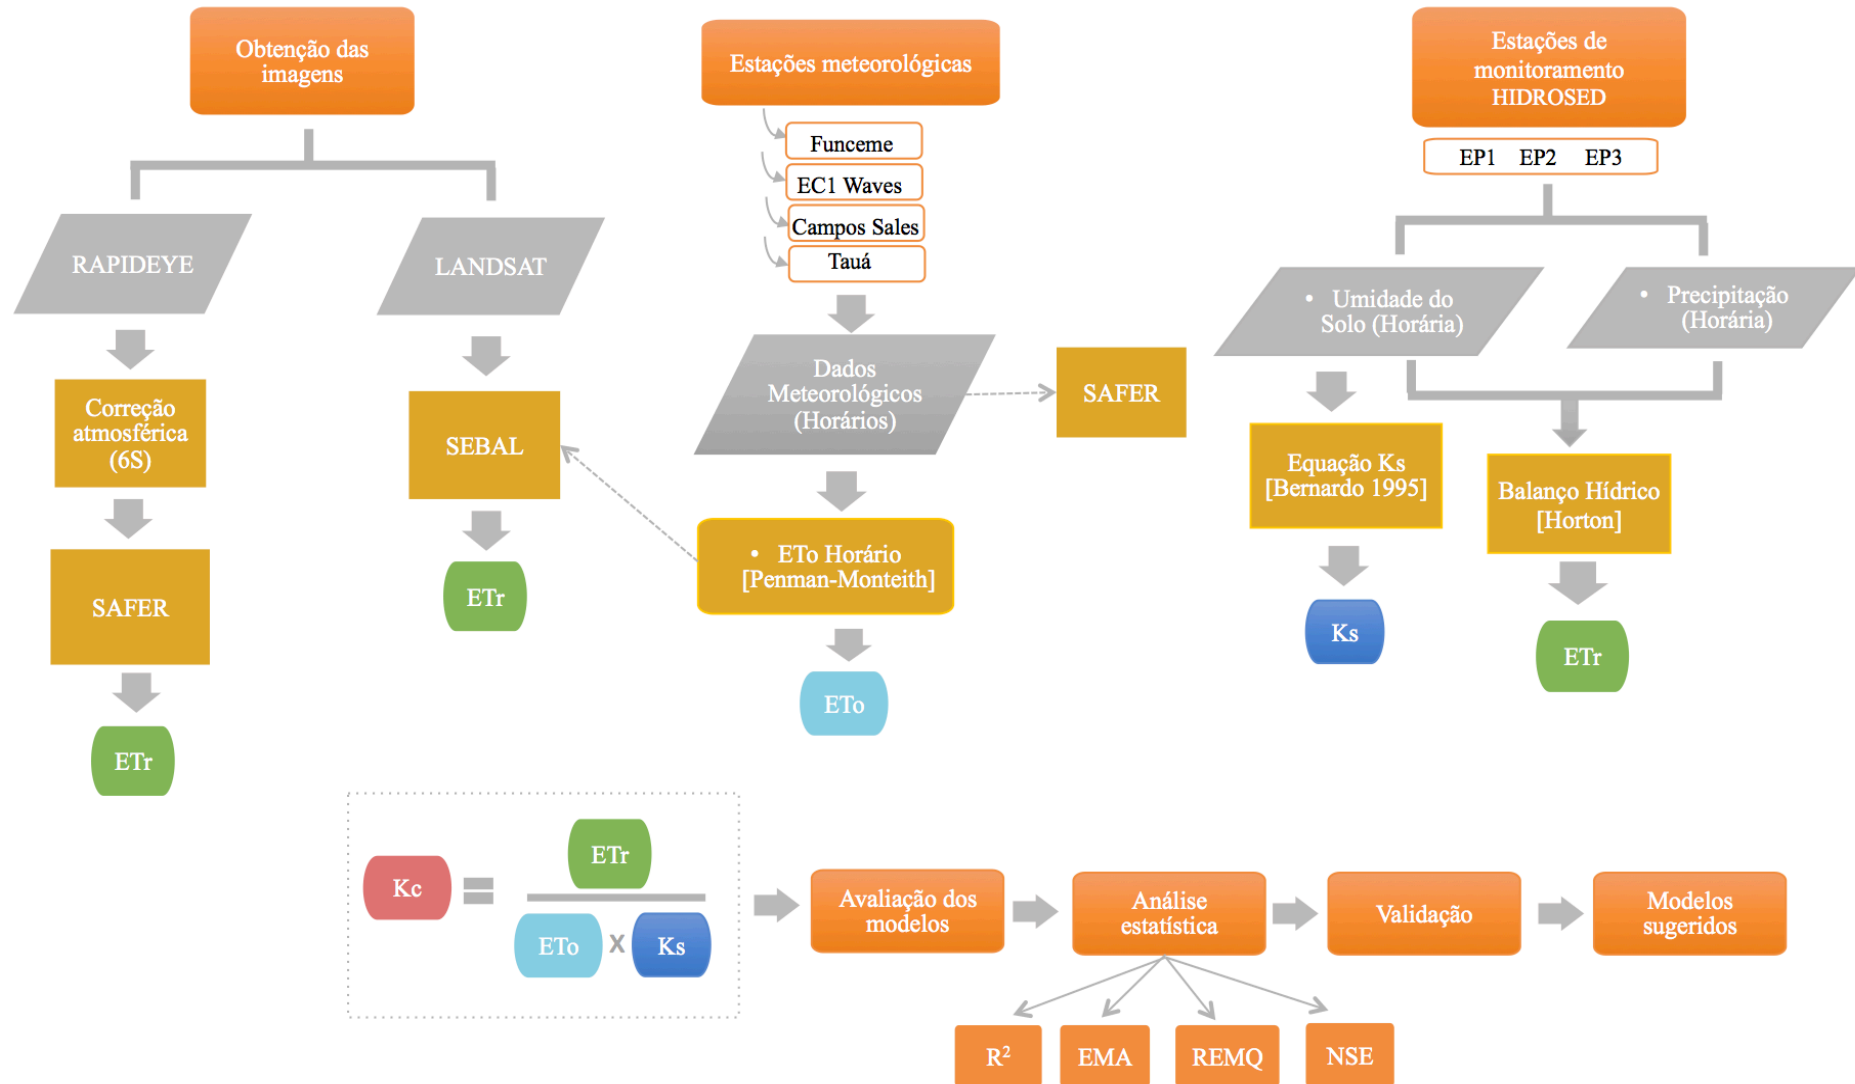 Obtenção das
imagens
RAPIDEYE
LANDSAT
Correção
atmosférica
(6S)
SAFER
ETr
SEBAL
ETr
Estações meteorológicas
Funceme
EC1 Waves
Campos Sales
Tauá
Dados
Meteorológicos
(Horários)
SAFER
• ETo Horário
[Penman-Monteith]
ETo
Estações de
monitoramento
HIDROSED
EP1 EP2 EP3
• Umidade do
Solo (Horária)
• Precipitação
(Horária)
Equação Ks
[Bernardo 1995]
Ks
Balanço Hídrico
[Horton]
ETr
Kc = ETr
ETo X Ks
Avaliação dos
modelos
Análise
estatística
Validação
Modelos
sugeridos
R²
EMA
REMQ
NSE